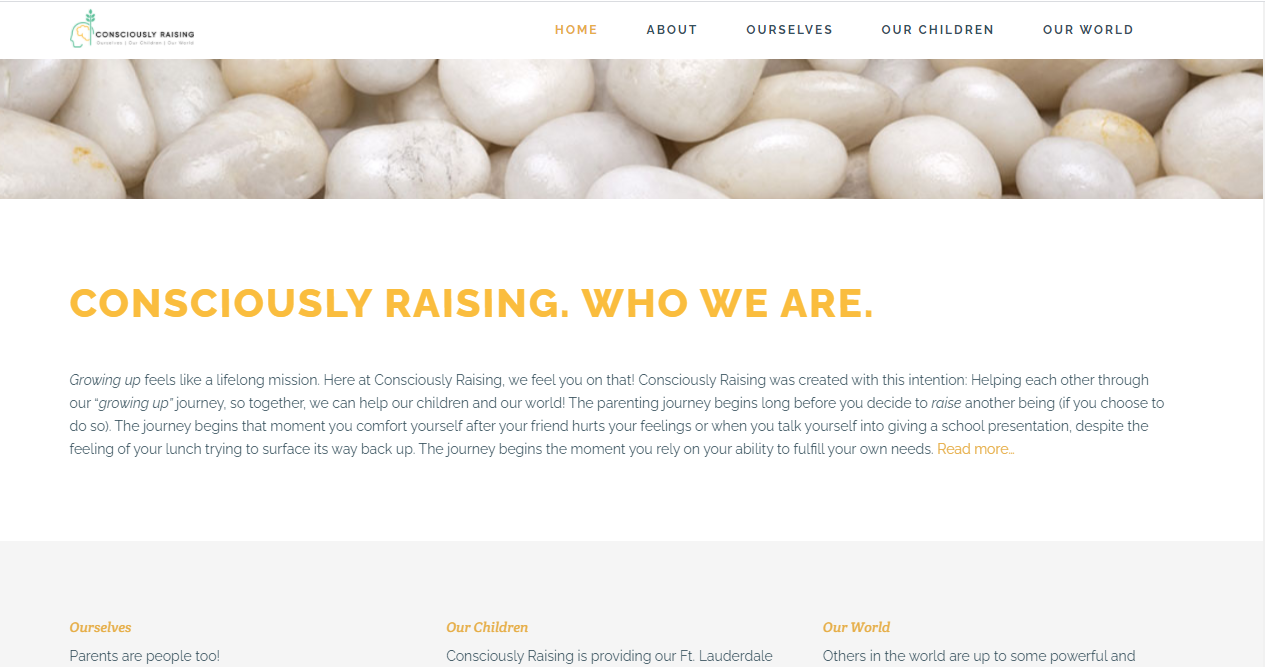 CONSCIOUSLY RAISING
Ourselves | Our Children | Our World
HOME ABOUT OURSELVES OUR CHILDREN OUR WORLD
CONSCIOUSLY RAISING. WHO WE ARE.
Growing up feels like a lifelong mission. Here at Consciously Raising, we feel you on that! Consciously Raising was created with this intention: Helping each other through
our “growing up” journey, so together, we can help our children and our world! The parenting journey begins long before you decide to raise another being (if you choose to
do so). The journey begins that moment you comfort yourself after your friend hurts your feelings or when you talk yourself into giving a school presentation, despite the
feeling of your lunch trying to surface its way back up. The journey begins the moment you rely on your ability to fulfill your own needs. Read more…
Ourselves
Parents are people too!
Our Children
Consciously Raising is providing our Ft. Lauderdale
Our World
Others in the world are up to some powerful and